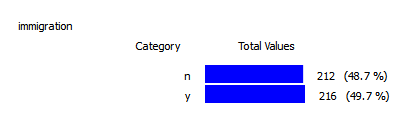 immigration
Category Total Values
n 212 (48.7 %)
y 216 (49.7 %)